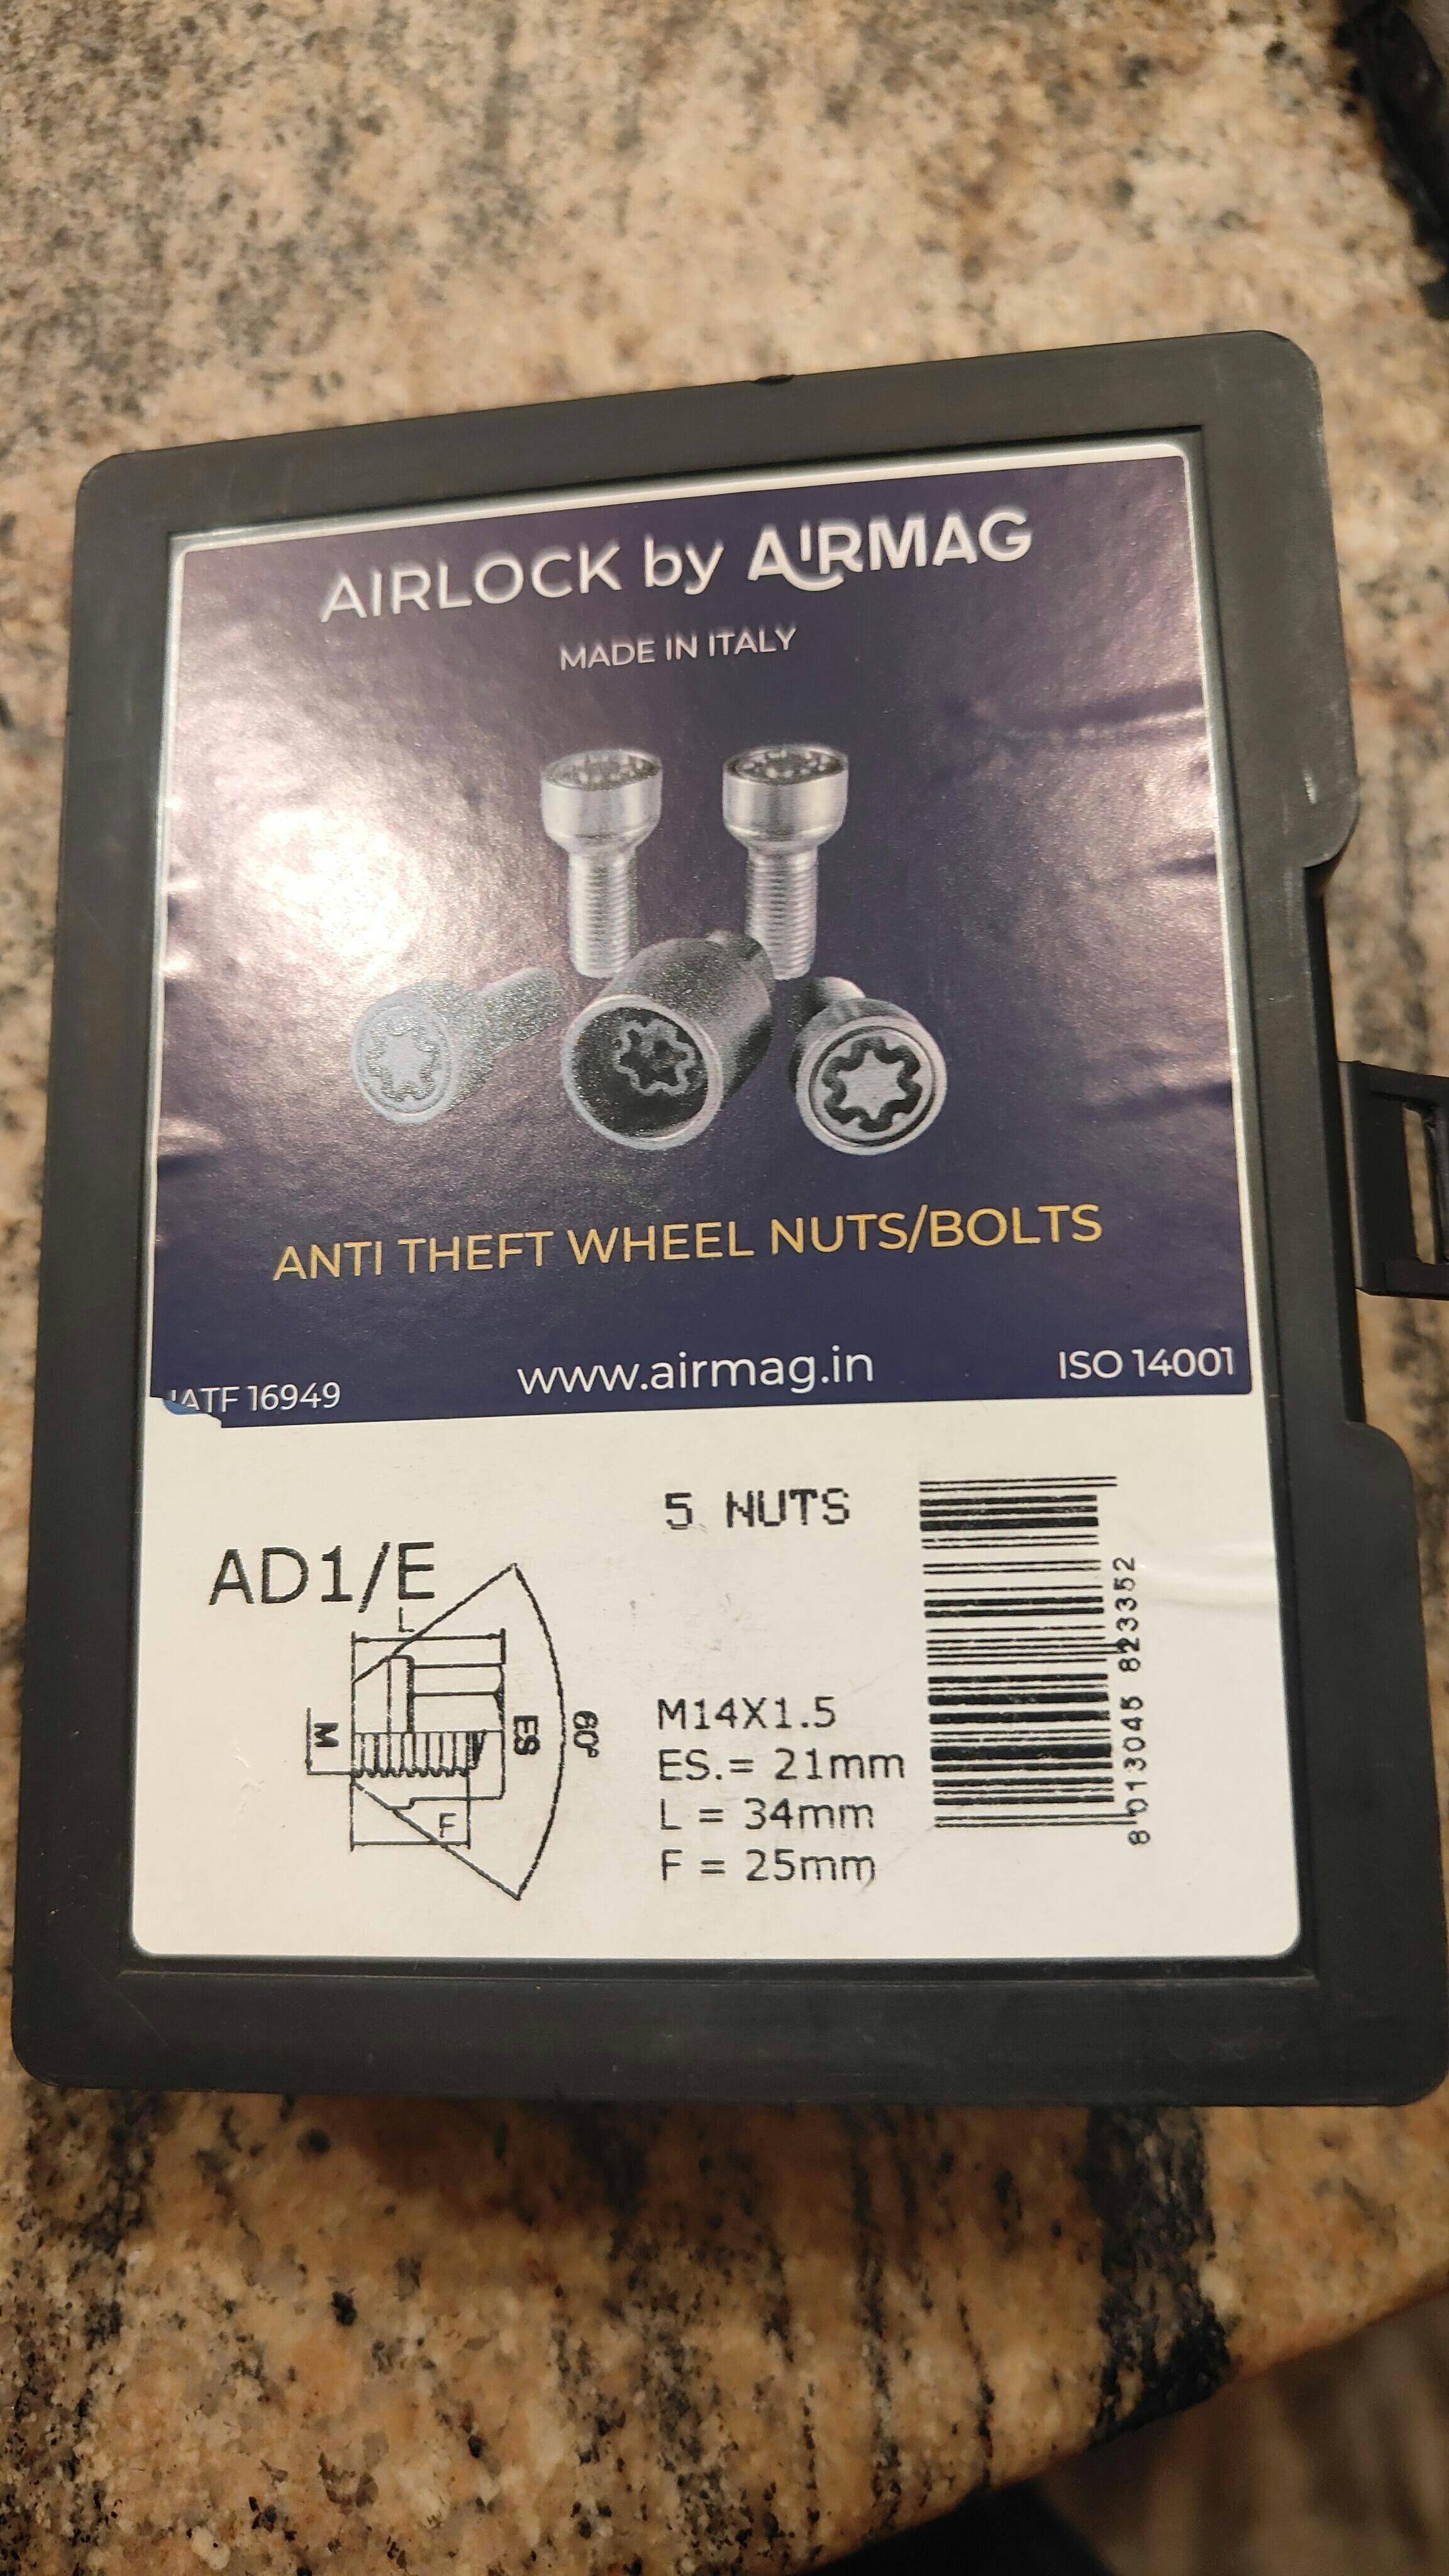 AIRLOCK by AIRMAG
MADE IN ITALY
ANTI THEFT WHEEL NUTS/BOLTS
IATF 16949
www.airmag.in
ISO 14001
5 NUTS
AD1/E
L
M
ES
60°
F
M14X1.5
ES.= 21mm
L = 34mm
F = 25mm
8 013045 823352